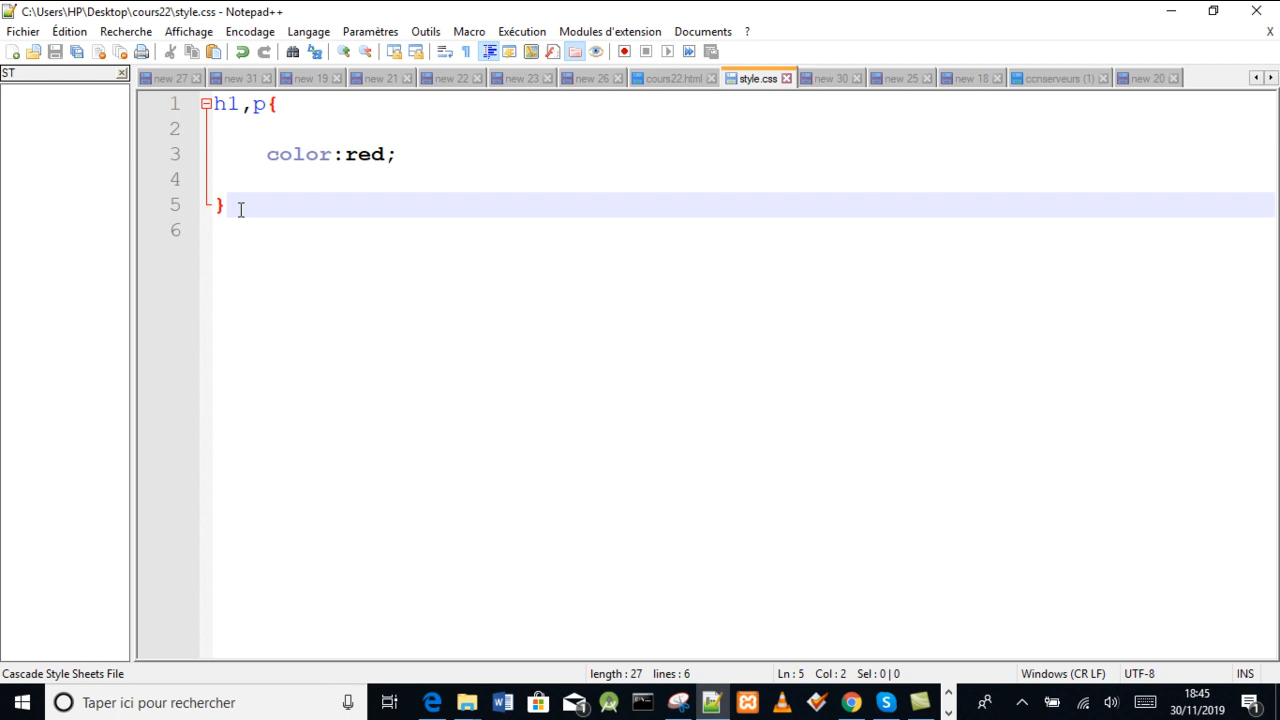 C:\Users\HP\Desktop\cours22\style.css - Notepad++
Fichier Édition Recherche Affichage Encodage Langage Paramètres Outils Macro Exécution Modules d'extension Documents ? X
ST
new 27 new 31 new 19 new 21 new 22 new 23 new 26 cours22.html style.css new 3 new 25 new 18 ccnserveurs (1) new 20
1 h1,p{
2
3 color:red;
4
5 }
6
Cascade Style Sheets File length : 27 lines : 6 Ln : 5 Col : 2 Sel : 0 | 0 Windows (CR LF) UTF-8 INS
Taper ici pour rechercher
18:45
30/11/2019